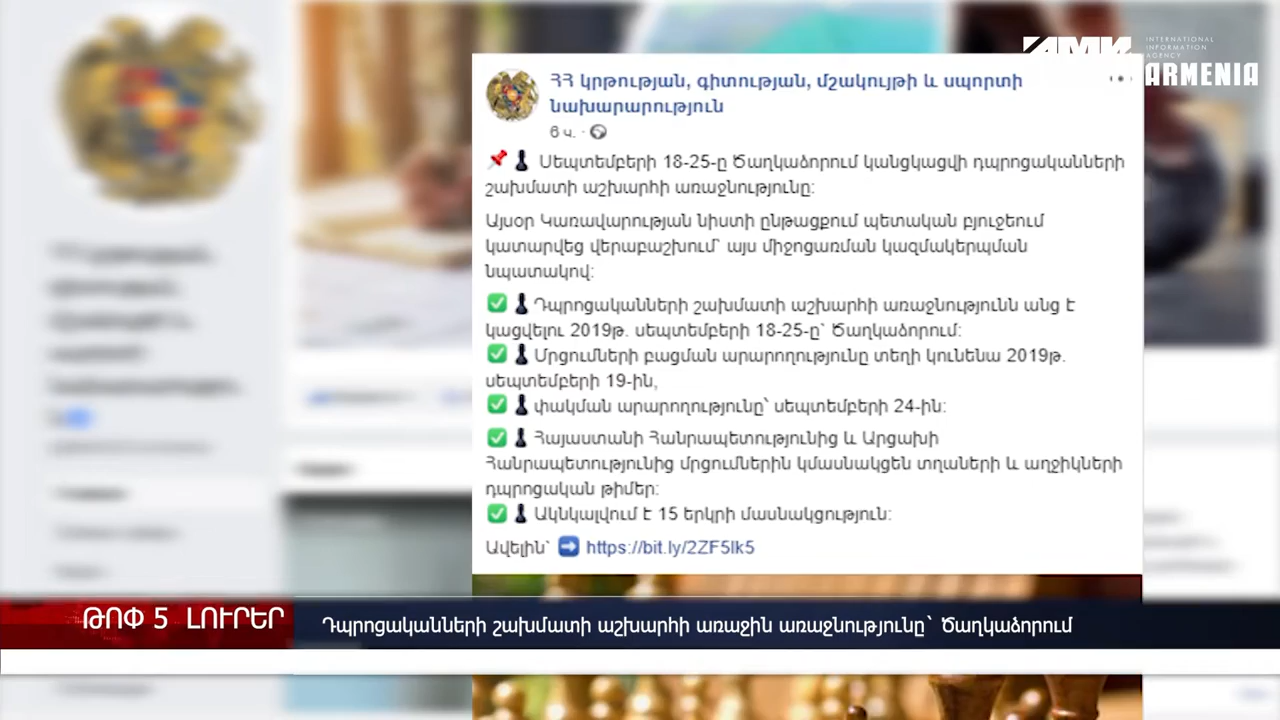 INTERNATIONAL
INFORMATION
AGENCY
АМИ
ARMENIA
ՀՀ կրթության, գիտության, մշակույթի և սպորտի
նախարարություն
6 ч. ·
📌♟ Սեպտեմբերի 18-25-ը Ծաղկաձորում կանցկացվի դպրոցականների
շախմատի աշխարհի առաջնությունը:
Այսօր Կառավարության նիստի ընթացքում պետական բյուջեում
կատարվեց վերաբաշխում՝ այս միջոցառման կազմակերպման
նպատակով:
✅♟Դպրոցականների շախմատի աշխարհի առաջնությունն անց է
կացվելու 2019թ. սեպտեմբերի 18-25-ը՝ Ծաղկաձորում:
✅♟Մրցումների բացման արարողությունը տեղի կունենա 2019թ.
սեպտեմբերի 19-ին,
✅♟փակման արարողությունը՝ սեպտեմբերի 24-ին:
✅♟Հայաստանի Հանրապետությունից և Արցախի
Հանրապետությունից մրցումներին կմասնակցեն տղաների և աղջիկների
դպրոցական թիմեր:
✅♟Ակնկալվում է 15 երկրի մասնակցություն:
Ավելին՝ ➡ https://bit.ly/2ZF5lk5
ԹՈՓ 5 ԼՈՒՐԵՐ
Դպրոցականների շախմատի աշխարհի առաջին առաջնությունը՝ Ծաղկաձորում